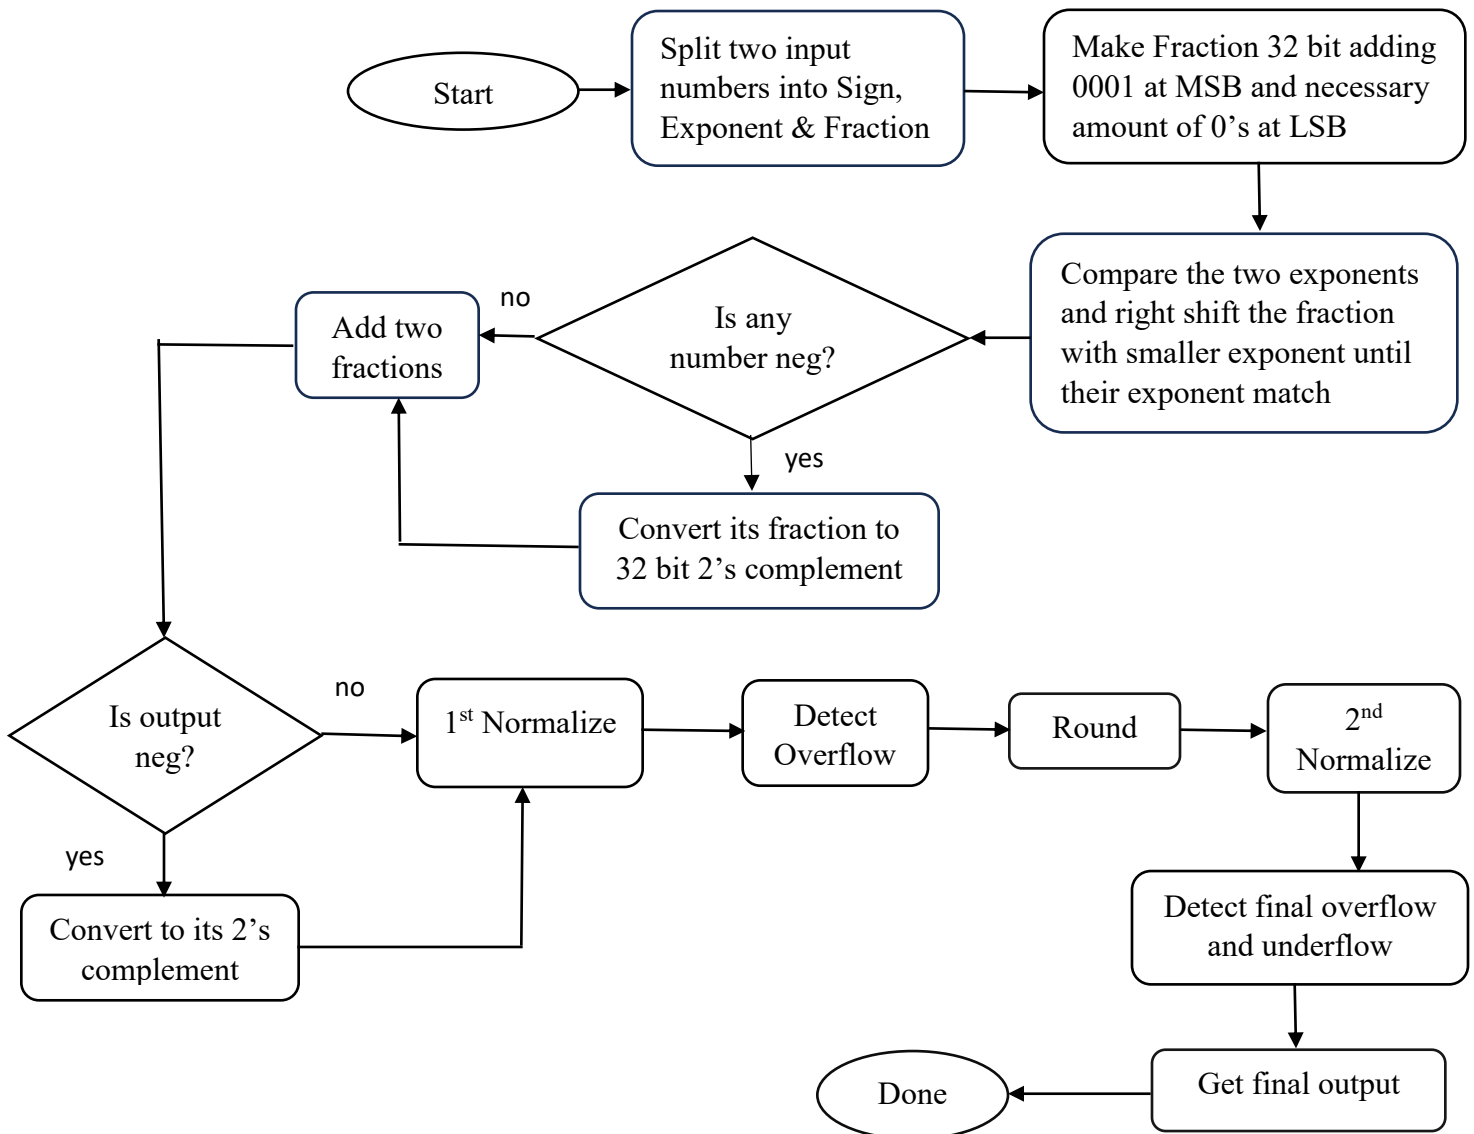 Start
Split two input
numbers into Sign,
Exponent & Fraction
Make Fraction 32 bit adding
0001 at MSB and necessary
amount of 0’s at LSB
Compare the two exponents
and right shift the fraction
with smaller exponent until
their exponent match
Is any
number neg?
no
yes
Add two
fractions
Convert its fraction to
32 bit 2’s complement
Is output
neg?
no
yes
Convert to its 2’s
complement
1st Normalize
Detect
Overflow
Round
2nd
Normalize
Detect final overflow
and underflow
Get final output
Done